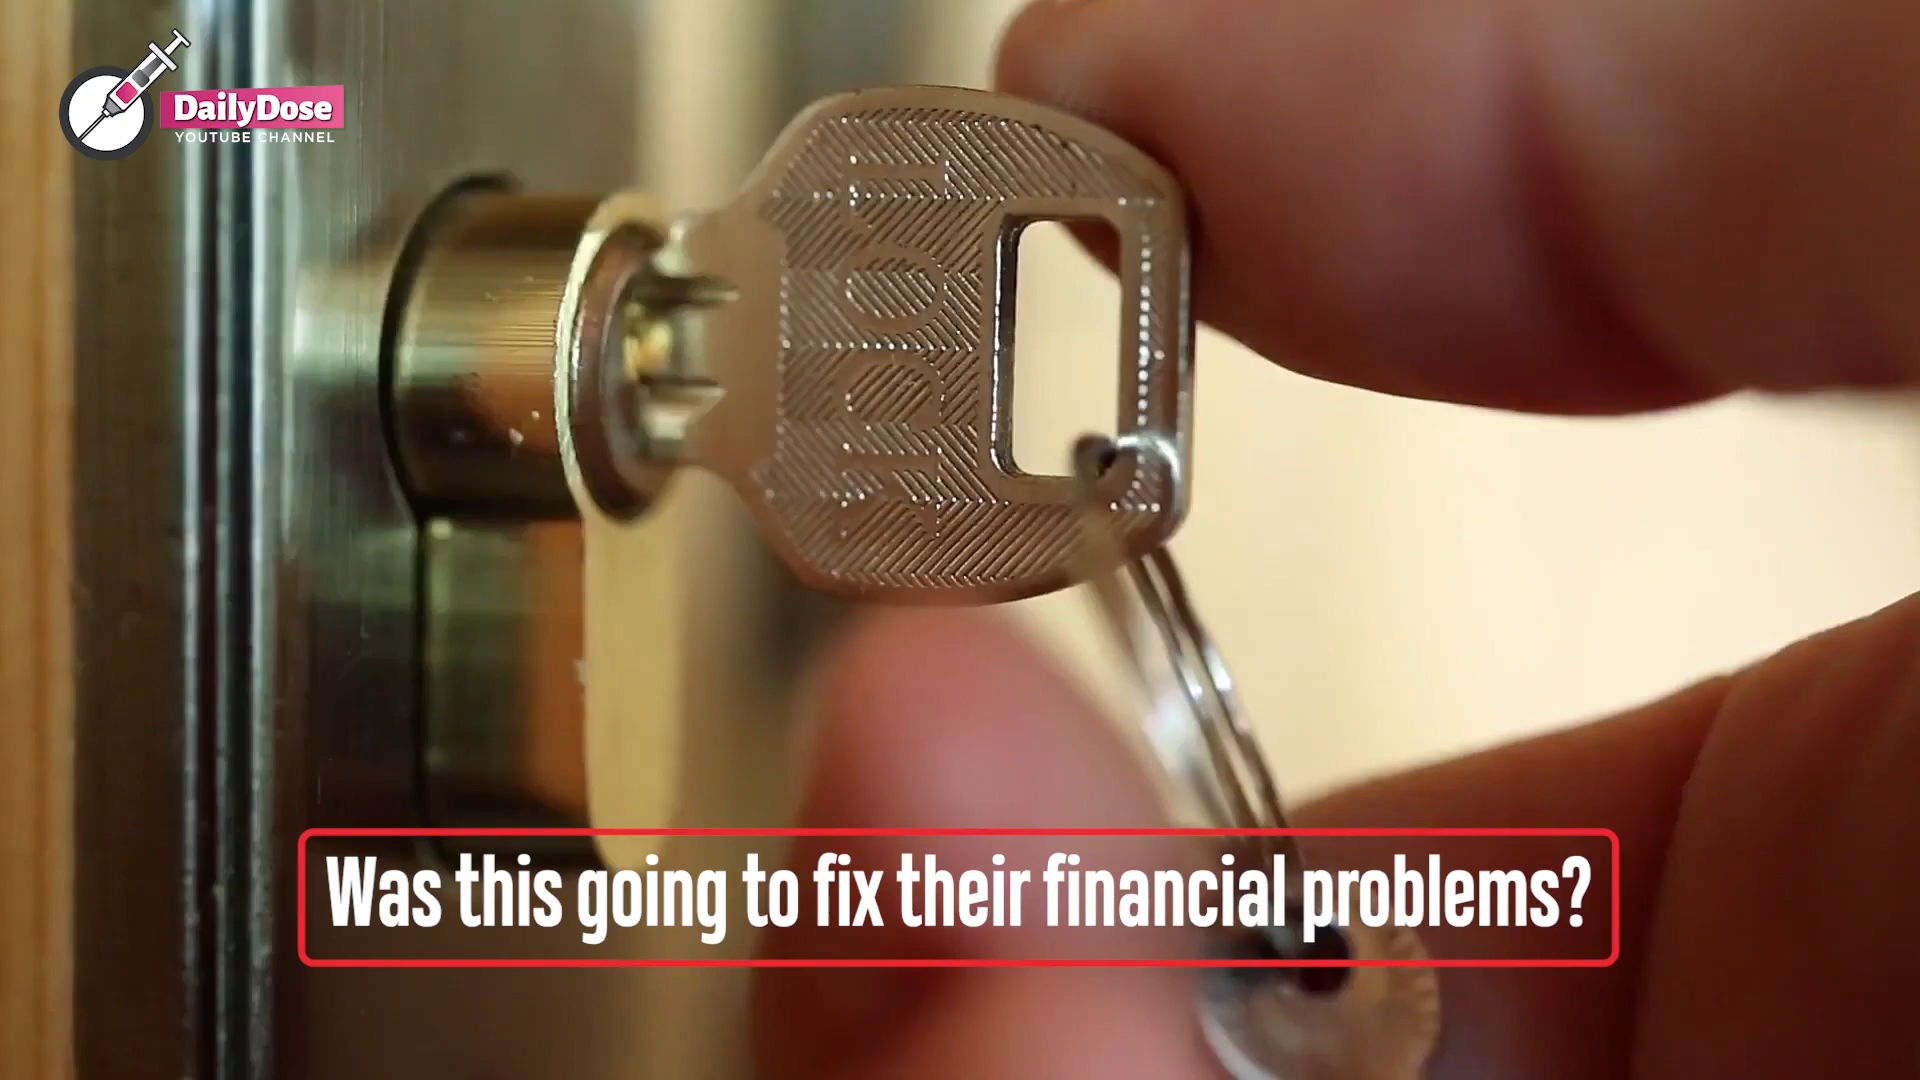 DailyDose
YOUTUBE CHANNEL
Was this going to fix their financial problems?